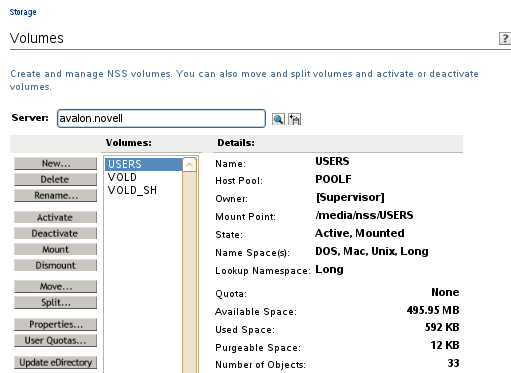 Storage
Volumes
?
Create and manage NSS volumes. You can also move and split volumes and activate or deactivate
volumes.
Server: avalon.novell
Volumes:
Details:
New...
Delete
Rename...
Activate
Deactivate
Mount
Dismount
Move...
Split...
Properties...
User Quotas...
Update eDirectory
USERS
VOLD
VOLD_SH
Name: USERS
Host Pool: POOLF
Owner: [Supervisor]
Mount Point: /media/nss/USERS
State: Active, Mounted
Name Space(s): DOS, Mac, Unix, Long
Lookup Namespace: Long
Quota: None
Available Space: 495.95 MB
Used Space: 592 KB
Purgeable Space: 12 KB
Number of Objects: 33